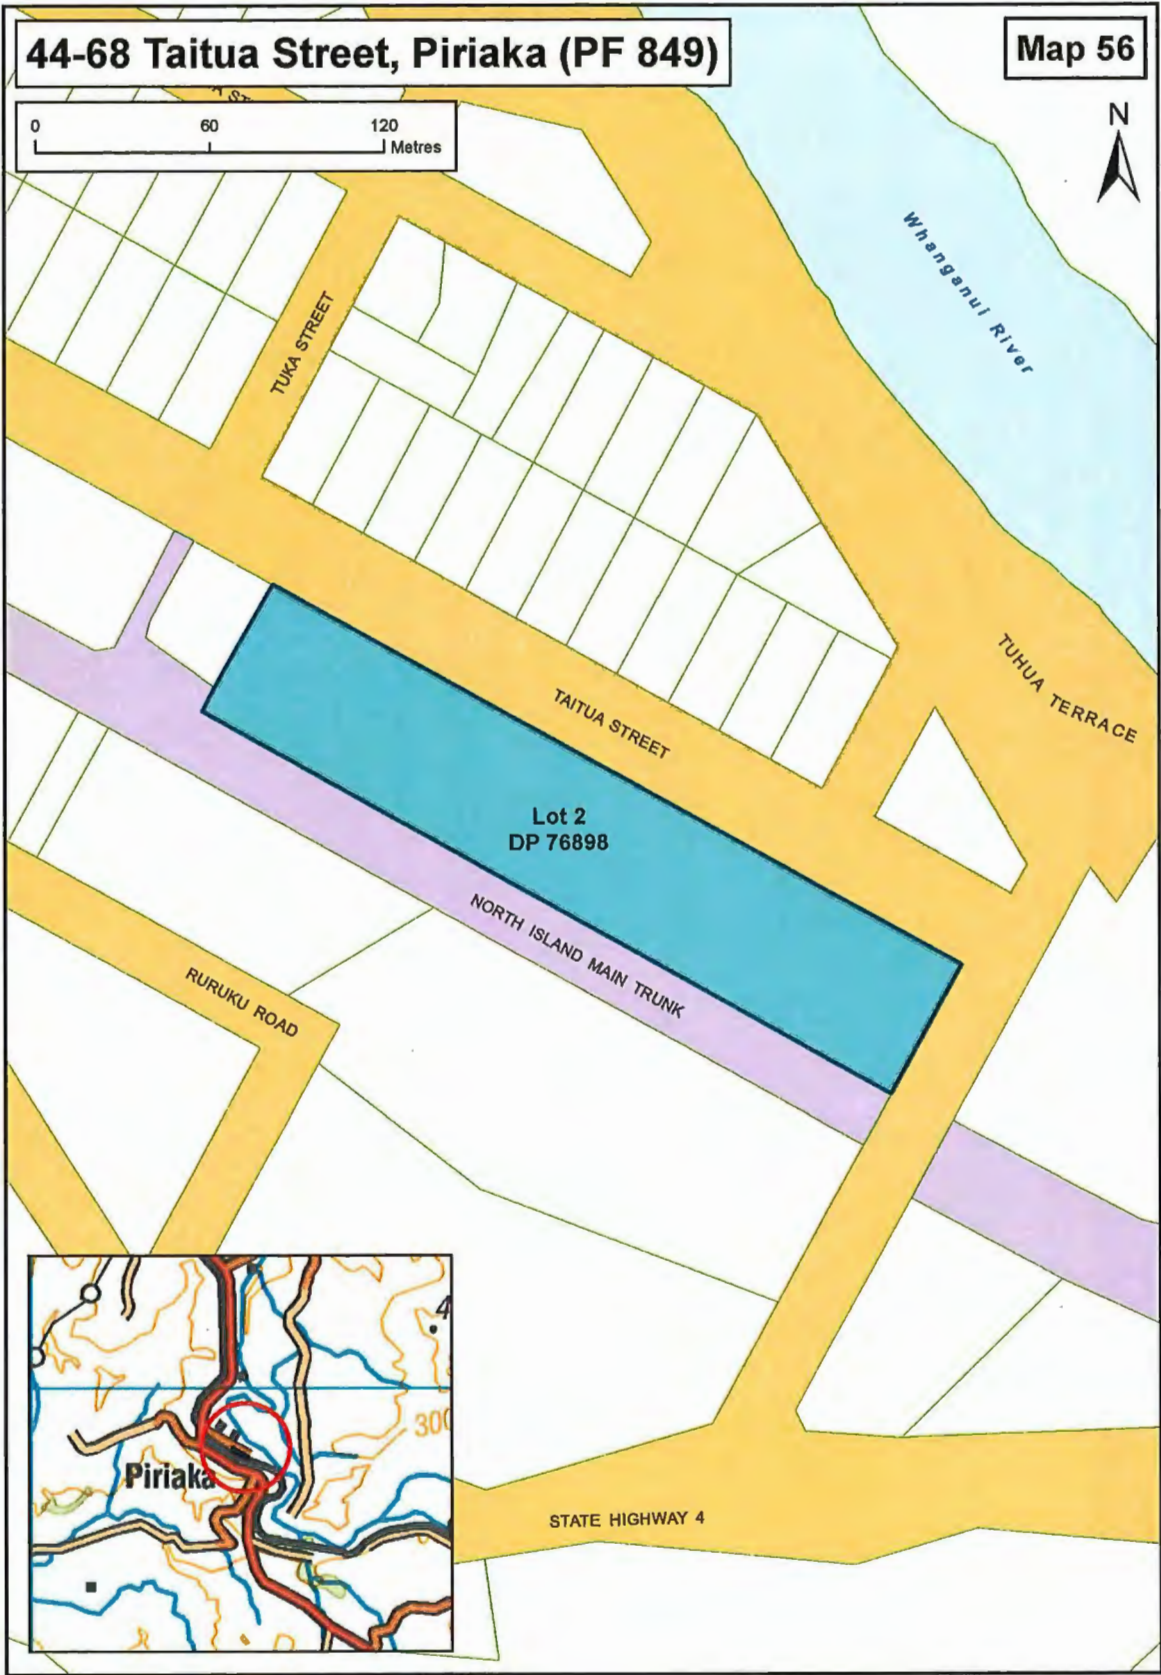 44-68 Taitua Street, Piriaka (PF 849)
Map 56
0 60 120
Metres
N
Whanganui River
TUKA STREET
TUHUA TERRACE
TAITUA STREET
Lot 2
DP 76898
NORTH ISLAND MAIN TRUNK
RURUKU ROAD
4
300
Piriaka
STATE HIGHWAY 4